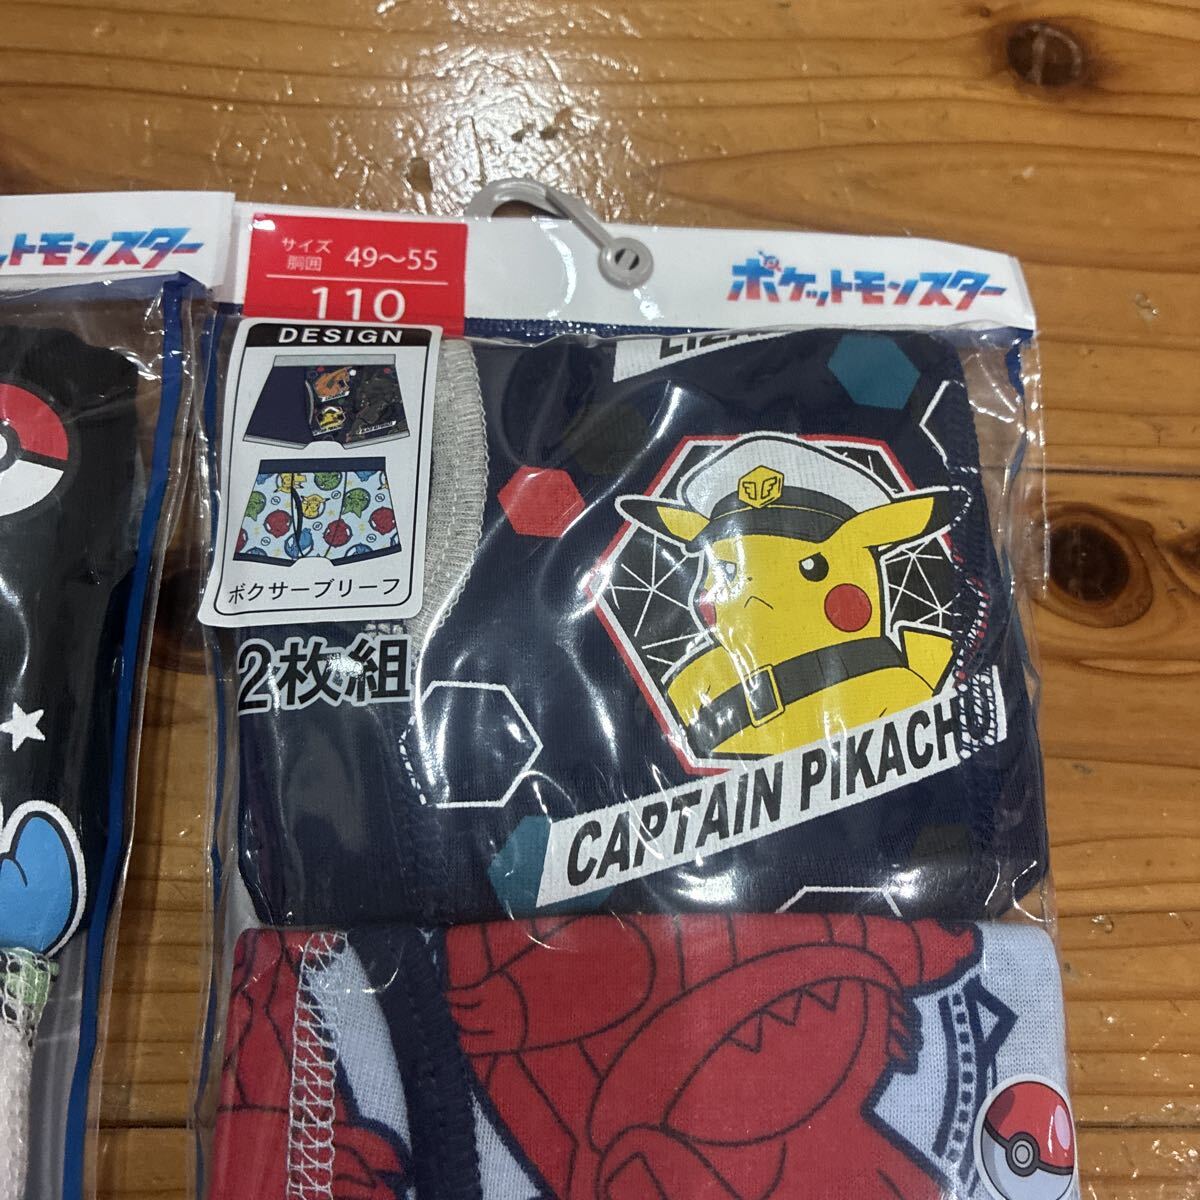 ットモンスター
サイズ
胴囲 49～55
110
ポケットモンスター
DESIGN
ボクサーブリーフ
2枚組
CAPTAIN PIKACHU